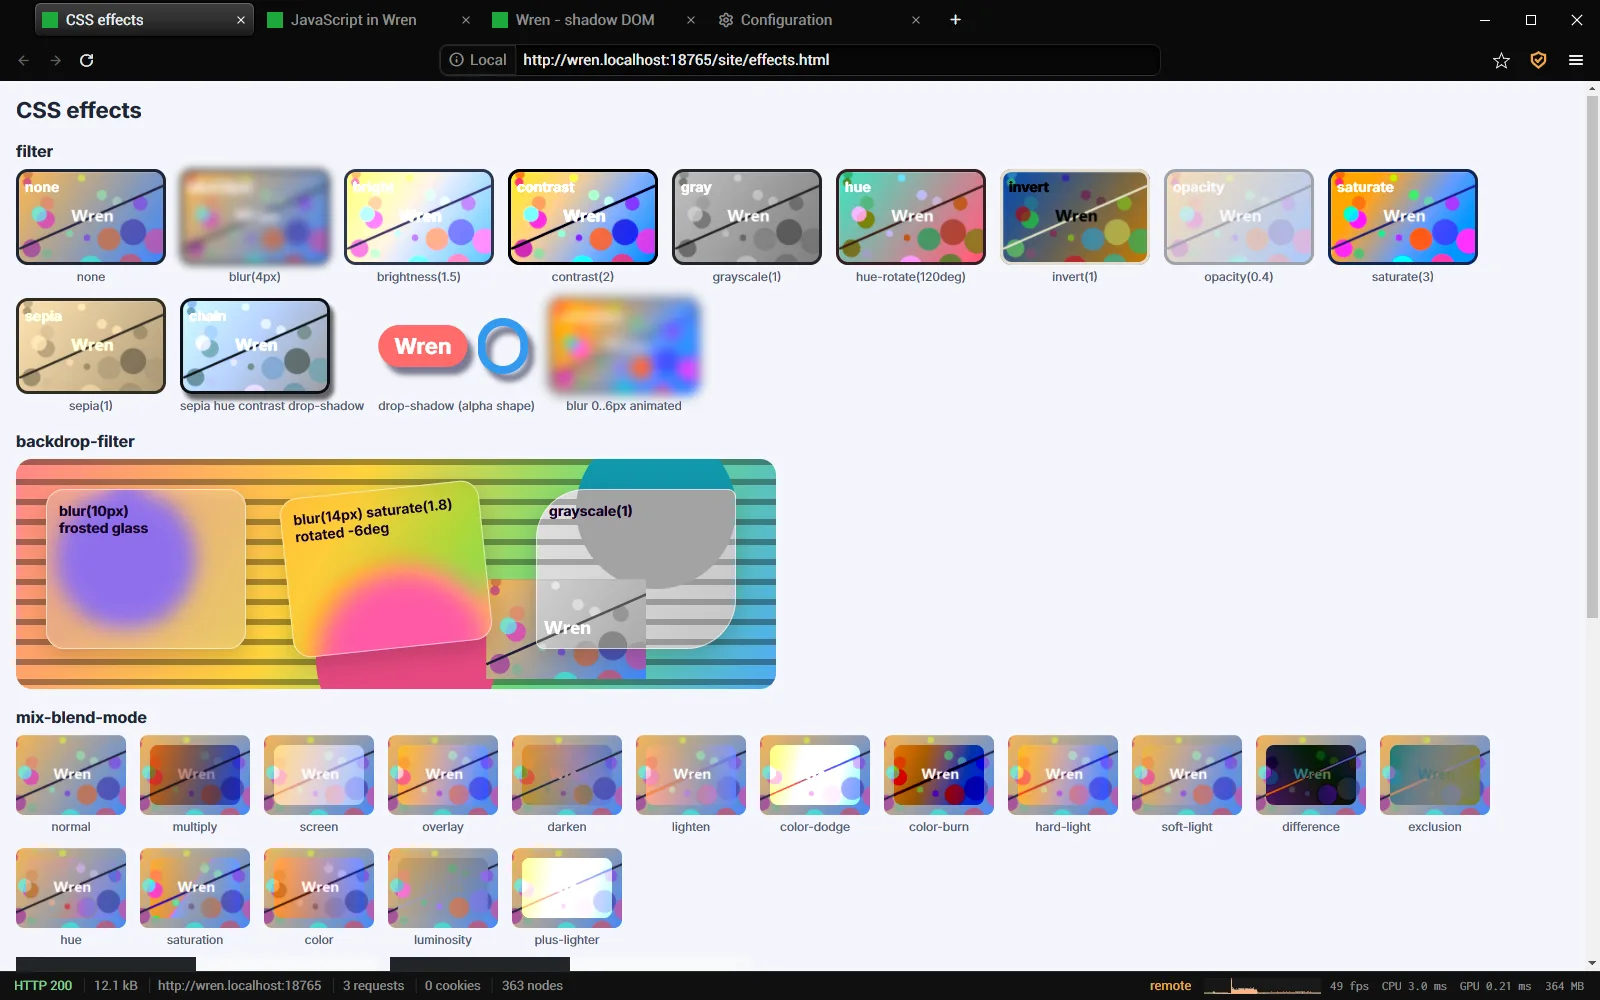 CSS effects
JavaScript in Wren
Wren - shadow DOM
Configuration
Local
http://wren.localhost:18765/site/effects.html
CSS effects
filter
none
bright
contrast
gray
hue
invert
opacity
saturate
Wren
Wren
Wren
Wren
Wren
Wren
Wren
Wren
none
blur(4px)
brightness(1.5)
contrast(2)
grayscale(1)
hue-rotate(120deg)
invert(1)
opacity(0.4)
saturate(3)
sepia
chain
Wren
Wren
Wren
sepia(1)
sepia hue contrast drop-shadow
drop-shadow (alpha shape)
blur 0..6px animated
backdrop-filter
blur(10px)
frosted glass
blur(14px) saturate(1.8)
rotated -6deg
grayscale(1)
Wren
mix-blend-mode
Wren
Wren
Wren
Wren
Wren
Wren
Wren
Wren
Wren
Wren
normal
multiply
screen
overlay
darken
lighten
color-dodge
color-burn
hard-light
soft-light
difference
exclusion
Wren
Wren
Wren
hue
saturation
color
luminosity
plus-lighter
HTTP 200
12.1 kB
http://wren.localhost:18765
3 requests
0 cookies
363 nodes
remote
49 fps
CPU 3.0 ms
GPU 0.21 ms
364 MB